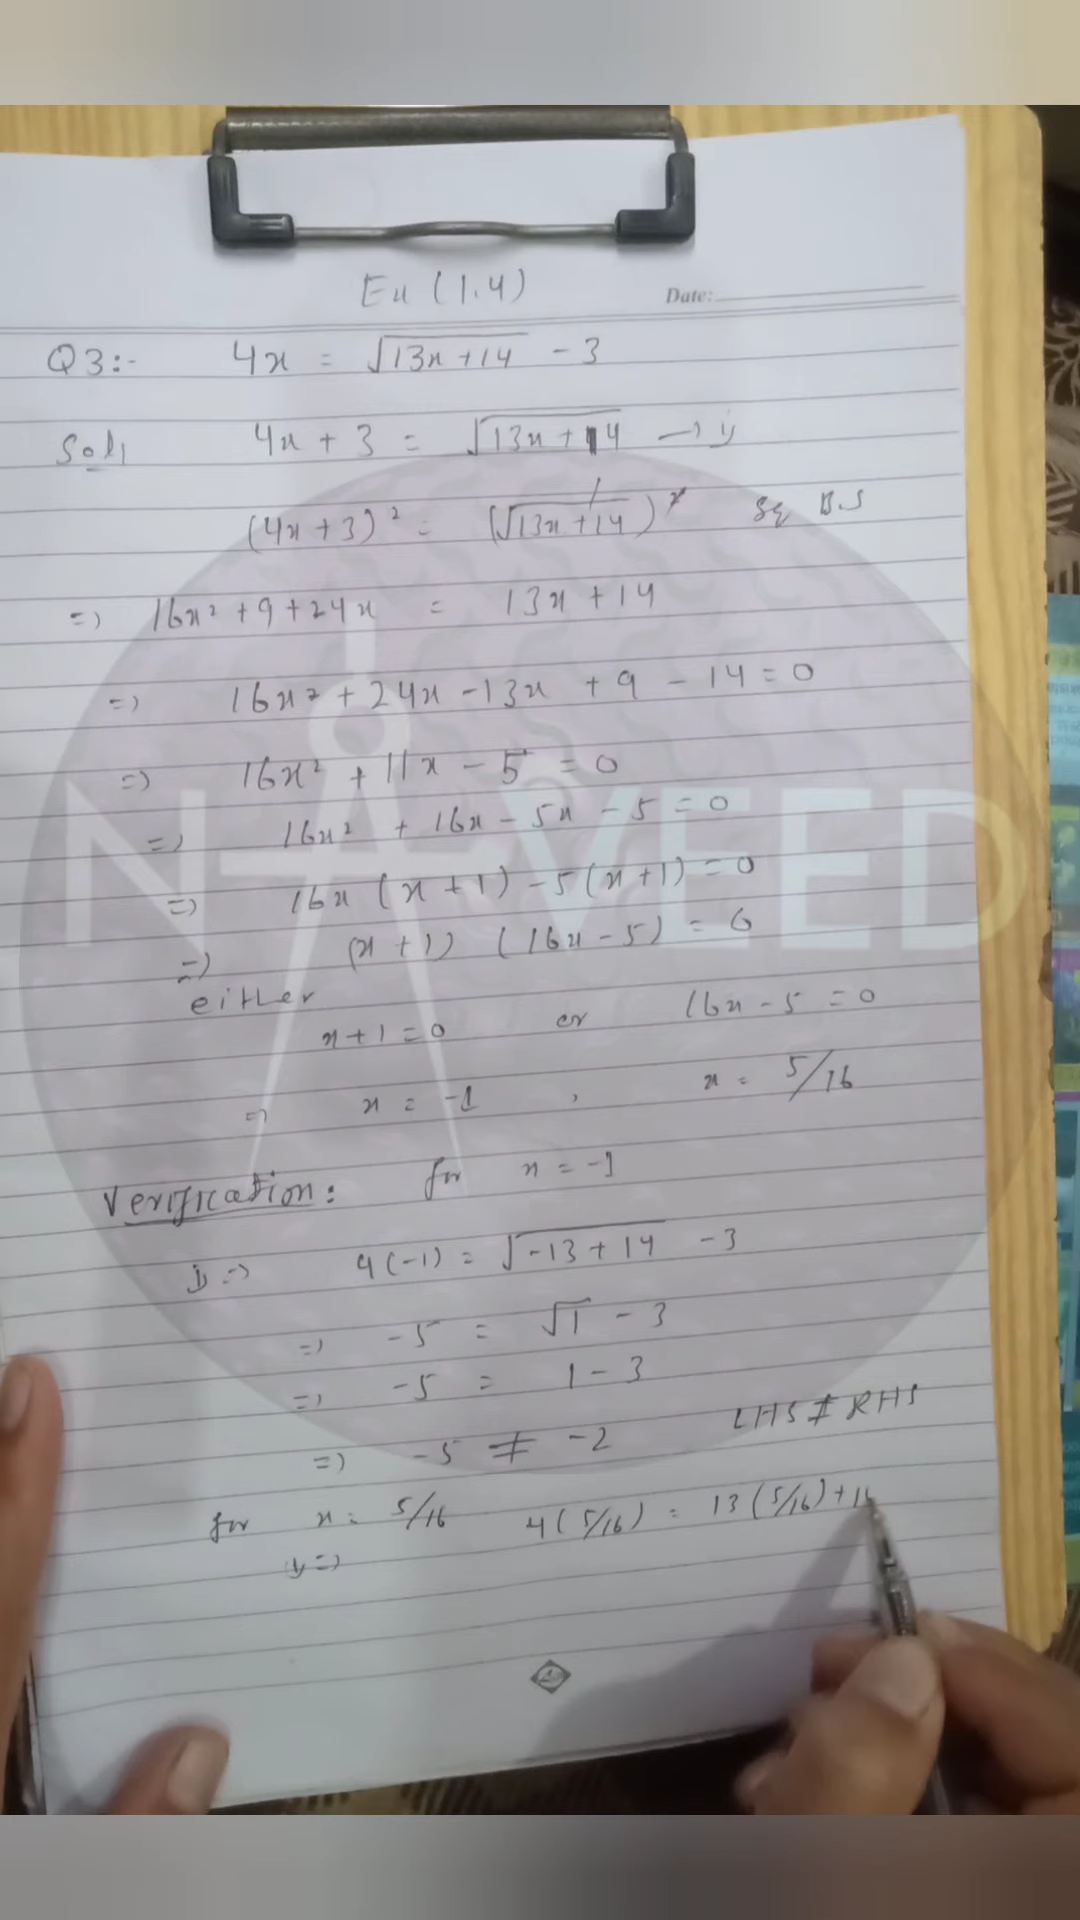 Ex (1.4)
Date:
Q3:- 4x = √13x+14 - 3
Sol; 4x + 3 = √13x+14 → i)
(4x+3)² = (√13x+14)² Sq B.S
=) 16x² + 9 + 24x = 13x + 14
=) 16x² + 24x - 13x + 9 - 14 = 0
=) 16x² + 11x - 5 = 0
=) 16x² + 16x - 5x - 5 = 0
=) 16x (x+1) - 5(x+1) = 0
=) (x+1) (16x-5) = 0
either
x+1=0 or 16x-5=0
=) x = -1 , x = 5/16
Verification: for x = -1
i) =) 4(-1) = √-13+14 - 3
=) -5 = √1 - 3
=) -5 = 1-3
=) -5 ≠ -2 LHS ≠ RHS
for x = 5/16 4(5/16) = 13(5/16)+1
i) =)
NAVEED